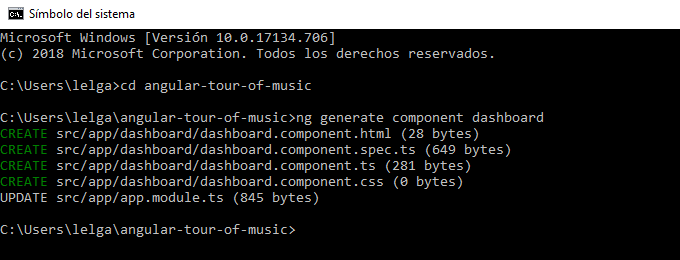 Símbolo del sistema
Microsoft Windows [Versión 10.0.17134.706]
(c) 2018 Microsoft Corporation. Todos los derechos reservados.
C:\Users\lelga>cd angular-tour-of-music
C:\Users\lelga\angular-tour-of-music>ng generate component dashboard
CREATE src/app/dashboard/dashboard.component.html (28 bytes)
CREATE src/app/dashboard/dashboard.component.spec.ts (649 bytes)
CREATE src/app/dashboard/dashboard.component.ts (281 bytes)
CREATE src/app/dashboard/dashboard.component.css (0 bytes)
UPDATE src/app/app.module.ts (845 bytes)
C:\Users\lelga\angular-tour-of-music>